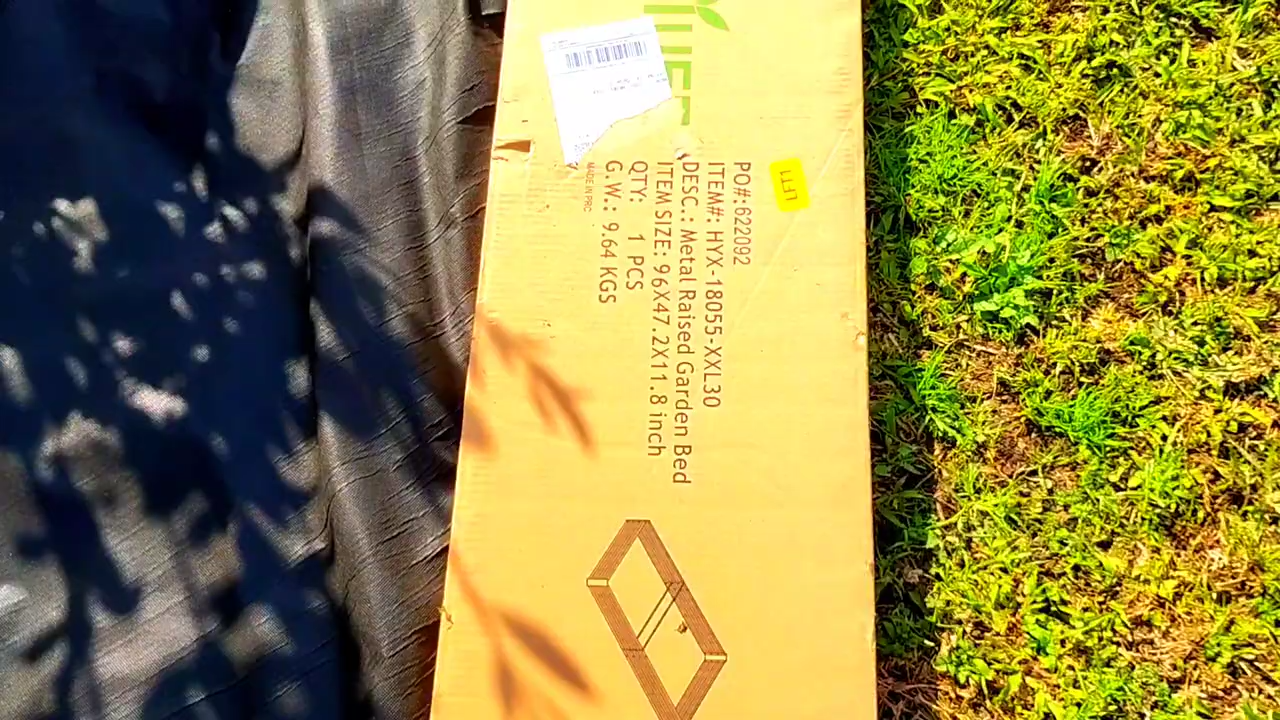 LFT1
PO#:622092
ITEM#: HYX-18055-XXL30
DESC.: Metal Raised Garden Bed
ITEM SIZE: 96X47.2X11.8 inch
QTY: 1 PCS
G.W.: 9.64 KGS
MADE IN PRC